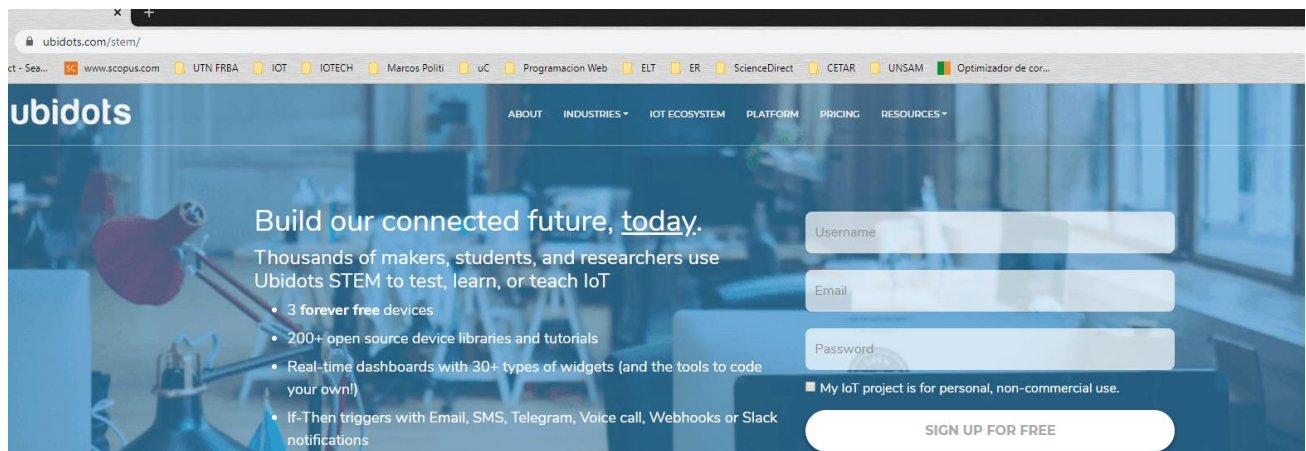 × +
ubidots.com/stem/
ct - Sea... SC www.scopus.com UTN FRBA IOT IOTECH Marcos Politi uC Programacion Web ELT ER ScienceDirect CETAR UNSAM Optimizador de cor...
ubidots ABOUT INDUSTRIES IOT ECOSYSTEM PLATFORM PRICING RESOURCES
Build our connected future, today.
Thousands of makers, students, and researchers use
Ubidots STEM to test, learn, or teach IoT
• 3 forever free devices
• 200+ open source device libraries and tutorials
• Real-time dashboards with 30+ types of widgets (and the tools to code
your own!)
• If-Then triggers with Email, SMS, Telegram, Voice call, Webhooks or Slack
notifications
Username
Email
Password
My IoT project is for personal, non-commercial use.
SIGN UP FOR FREE